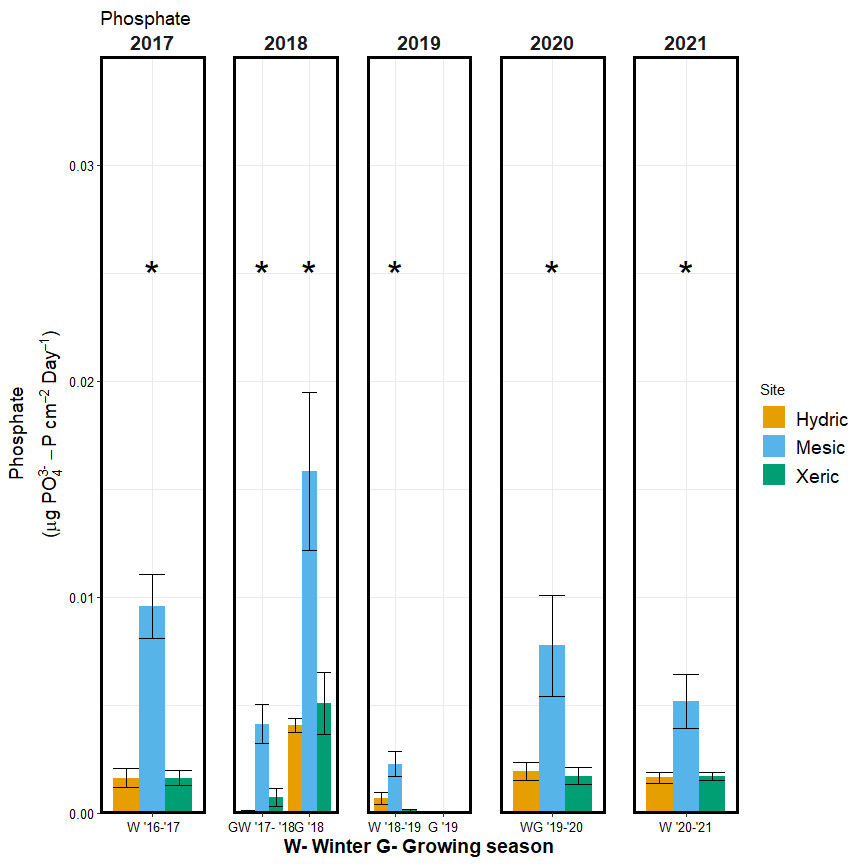 Phosphate
2017 2018 2019 2020 2021
0.03
* * * * * *
0.02
0.01
0.00
Phosphate
(μg PO₄³⁻ – P cm⁻² Day⁻¹)
W '16-'17 GW '17- '18 G '18 W '18-'19 G '19 WG '19-'20 W '20-'21
W- Winter G- Growing season
Site
Hydric
Mesic
Xeric